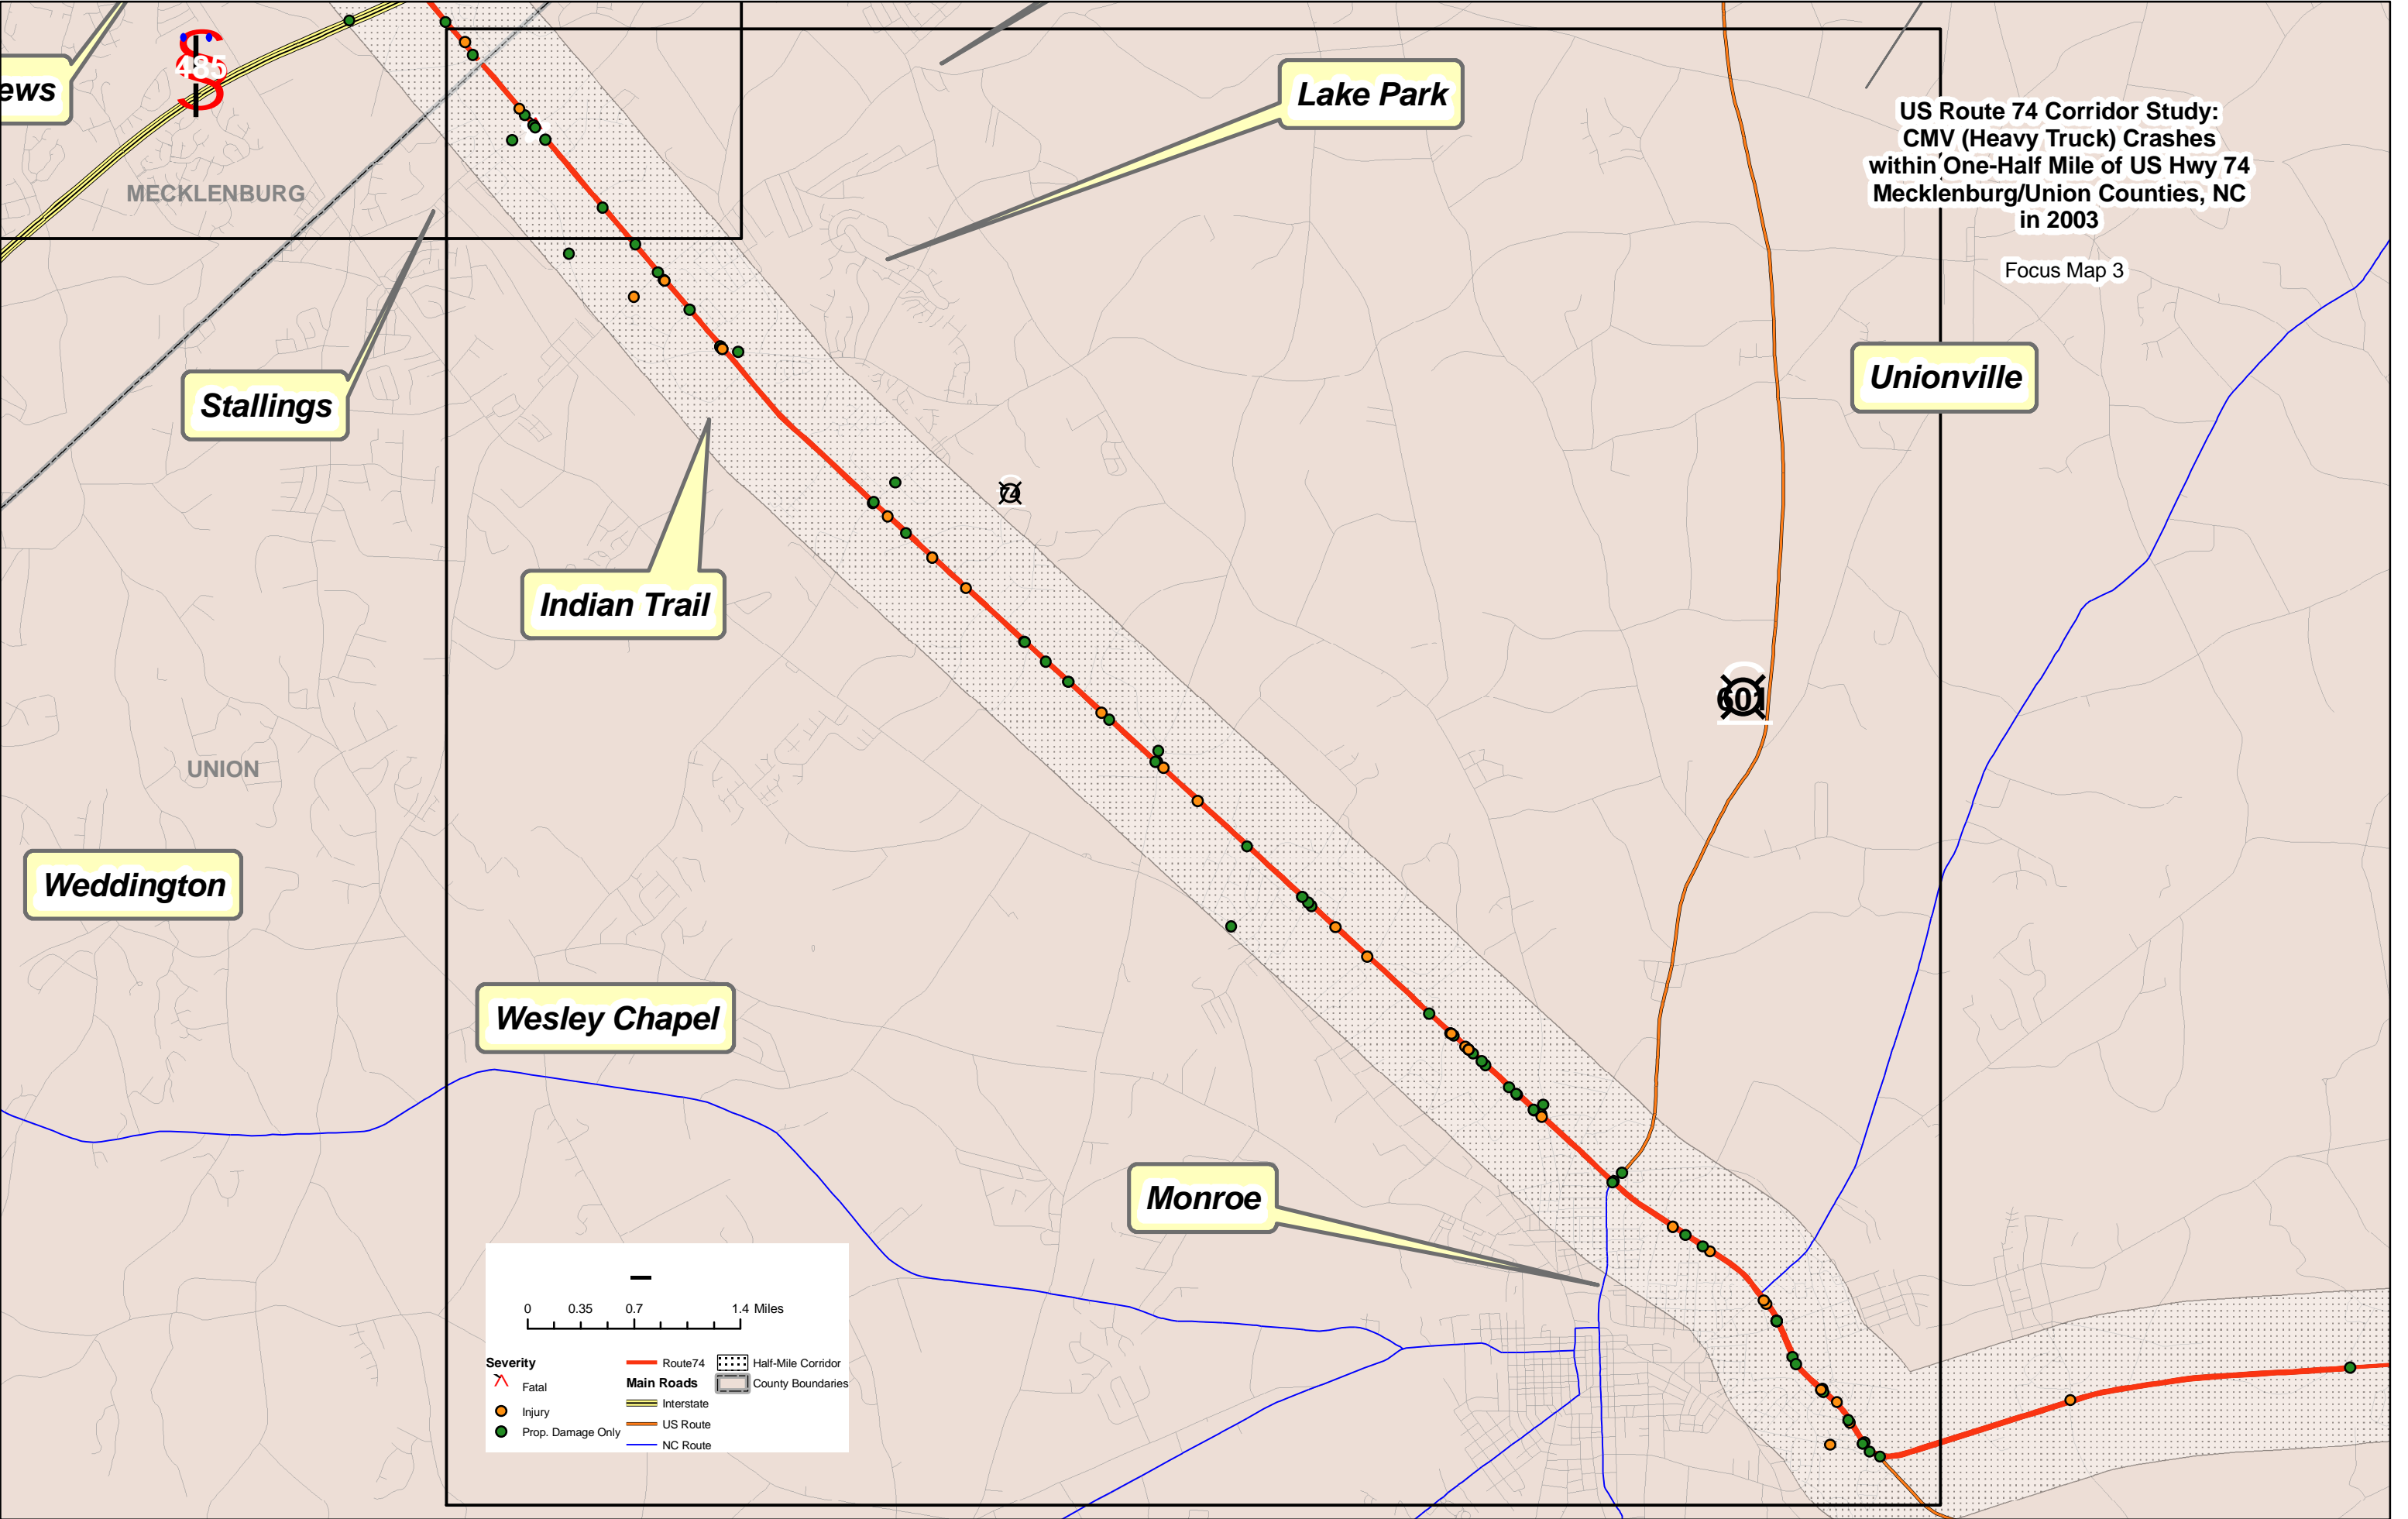 485
ews
Lake Park
US Route 74 Corridor Study:
CMV (Heavy Truck) Crashes
within One-Half Mile of US Hwy 74
Mecklenburg/Union Counties, NC
in 2003
Focus Map 3
MECKLENBURG
Stallings
Unionville
74
Indian Trail
601
UNION
Weddington
Wesley Chapel
Monroe
0 0.35 0.7 1.4 Miles
Severity
Fatal
Injury
Prop. Damage Only
Route74
Main Roads
Interstate
US Route
NC Route
Half-Mile Corridor
County Boundaries